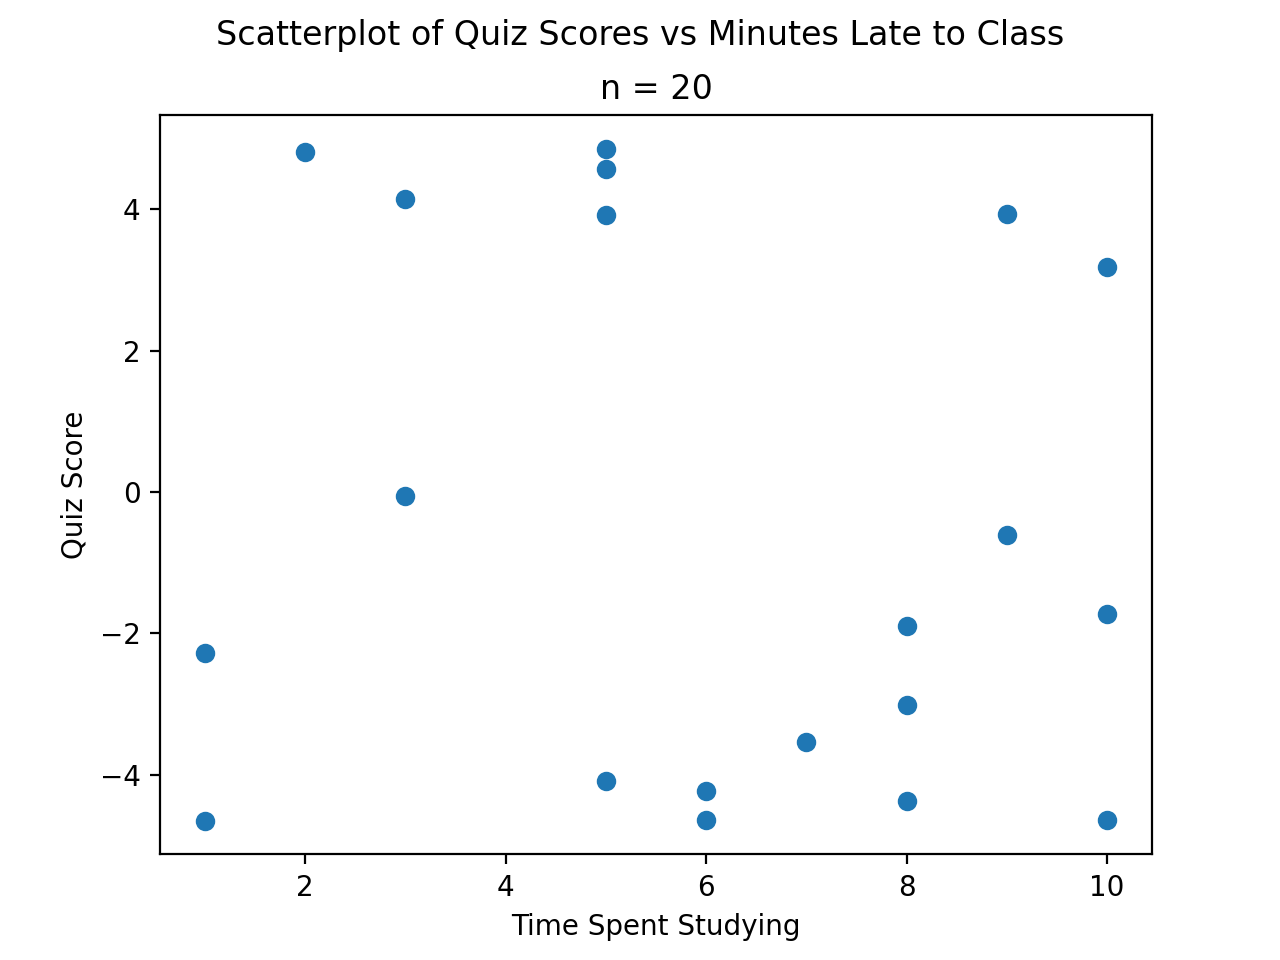 Scatterplot of Quiz Scores vs Minutes Late to Class
n = 20
4
2
0
−2
−4
Quiz Score
2 4 6 8 10
Time Spent Studying